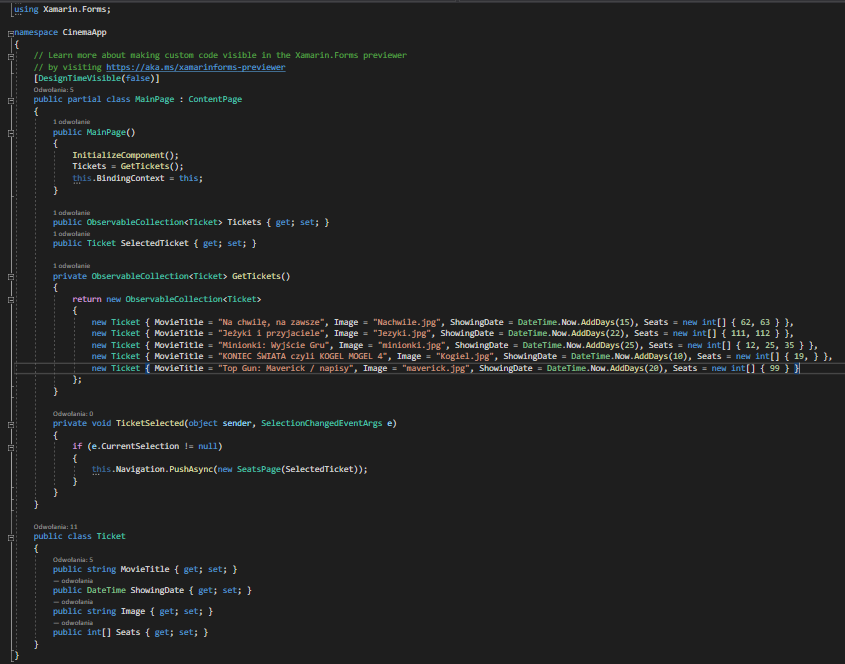 using Xamarin.Forms;
namespace CinemaApp
{
// Learn more about making custom code visible in the Xamarin.Forms previewer
// by visiting https://aka.ms/xamarinforms-previewer
[DesignTimeVisible(false)]
Odwołania: 5
public partial class MainPage : ContentPage
{
1 odwołanie
public MainPage()
{
InitializeComponent();
Tickets = GetTickets();
this.BindingContext = this;
}
1 odwołanie
public ObservableCollection<Ticket> Tickets { get; set; }
1 odwołanie
public Ticket SelectedTicket { get; set; }
1 odwołanie
private ObservableCollection<Ticket> GetTickets()
{
return new ObservableCollection<Ticket>
{
new Ticket { MovieTitle = "Na chwilę, na zawsze", Image = "Nachwile.jpg", ShowingDate = DateTime.Now.AddDays(15), Seats = new int[] { 62, 63 } },
new Ticket { MovieTitle = "Jeżyki i przyjaciele", Image = "Jezyki.jpg", ShowingDate = DateTime.Now.AddDays(22), Seats = new int[] { 111, 112 } },
new Ticket { MovieTitle = "Minionki: Wyjście Gru", Image = "minionki.jpg", ShowingDate = DateTime.Now.AddDays(25), Seats = new int[] { 12, 25, 35 } },
new Ticket { MovieTitle = "KONIEC ŚWIATA czyli KOGEL MOGEL 4", Image = "Kogiel.jpg", ShowingDate = DateTime.Now.AddDays(10), Seats = new int[] { 19, } },
new Ticket { MovieTitle = "Top Gun: Maverick / napisy", Image = "maverick.jpg", ShowingDate = DateTime.Now.AddDays(20), Seats = new int[] { 99 } }
};
}
Odwołania: 0
private void TicketSelected(object sender, SelectionChangedEventArgs e)
{
if (e.CurrentSelection != null)
{
this.Navigation.PushAsync(new SeatsPage(SelectedTicket));
}
}
}
Odwołania: 11
public class Ticket
{
Odwołania: 5
public string MovieTitle { get; set; }
— odwołania
public DateTime ShowingDate { get; set; }
— odwołania
public string Image { get; set; }
— odwołania
public int[] Seats { get; set; }
}
}